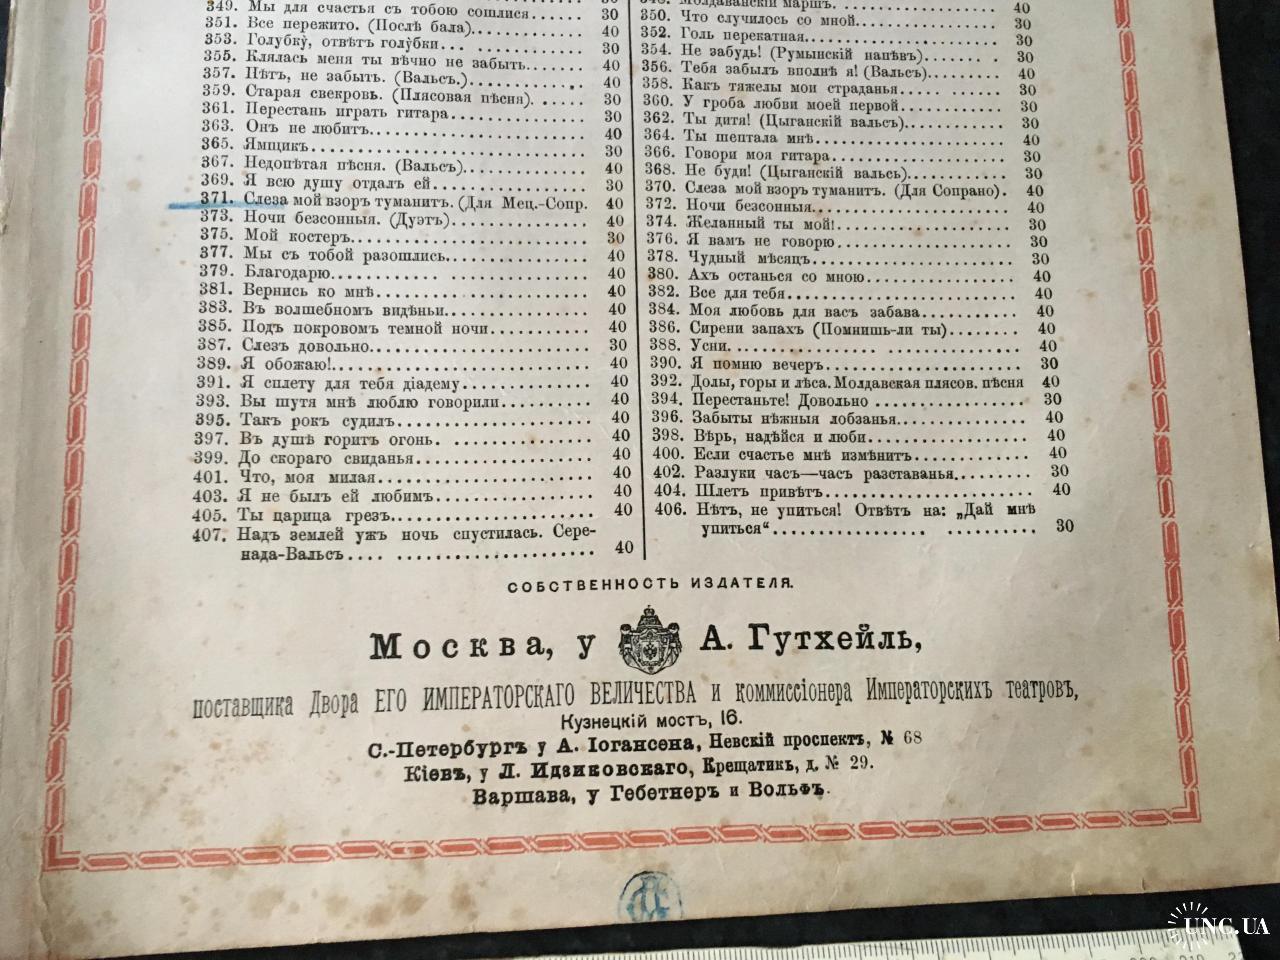 349. Мы для счастья съ тобою сошлися...... 30
351. Все пережито. (Послѣ бала)............ 40
353. Голубкў, отвѣтъ голўбки... ........... 30
355. Клялась меня ты вѣчно не забыть....... 40
357. Нѣтъ, не забыть. (Вальсъ.)............ 40
359. Старая свекровь. (Плясовая пѣсня). ..... 30
361. Перестань играть гитара............... 30
363. Онъ не любитъ........................ 40
365. Ямщикъ............................... 30
367. Недопѣтая пѣсня. (Вальсъ)............. 40
369. Я всю душу отдалъ ей.................. 30
371. Слеза мой взоръ туманитъ. (Для Мец.-Сопр. 40
373. Ночи безсонныя. (Дуэтъ)............... 40
375. Мой костеръ........................... 30
377. Мы съ тобой разошлись................. 40
379. Благодарю............................. 40
381. Вернись ко мнѣ........................ 40
383. Въ волшебномъ видѣньи................. 40
385. Подъ покровомъ темной ночи............ 40
387. Слезъ довольно........................ 30
389. Я обожаю!............................. 40
391. Я сплету для тебя діадему............. 40
393. Вы шутя мнѣ люблю говорили............ 40
395. Такъ рокъ судилъ...................... 40
397. Въ душѣ горитъ огонь. ................ 40
399. До скораго свиданья................... 40
401. Что, моя милая........................ 40
403. Я не былъ ей любимъ................... 40
405. Ты царица грезъ....................... 40
407. Надъ землей ужъ ночь спустилась. Сере-
нада-Вальсъ.... ....................... 40
Молдаванскій маршъ. .................. 40
350. Что случилось со мной................. 30
352. Голь перекатная....................... 30
354. Не забудь! (Румынскій напѣвъ)........ . 30
356. Тебя забылъ вполнѣ я! (Вальсъ)........ 40
358. Какъ тяжелы мои страданья............. 30
360. У гроба любви моей первой............. 40
362. Ты дитя! (Цыганскій вальсъ)........... 30
364. Ты шептала мнѣ........................ 40
366. Говори моя гитара..................... 30
368. Не буди! (Цыганскій вальсъ)........... 30
370. Слеза мой взоръ туманитъ. (Для Сопрано). 40
372. Ночи безсонныя........................ 40
374. Желанный ты мой!...................... 30
376. Я вамъ не говорю...................... 30
378. Чудный мѣсяцъ......................... 30
380. Ахъ останься со мною.................. 40
382. Все для тебя.......................... 40
384. Моя любовь для васъ забава............ 40
386. Сирени запахъ (Помнишь-ли ты)........ 40
388. Усни.................................. 40
390. Я помню вечеръ........................ 30
392. Долы, горы и лѣса. Молдавская плясов. пѣсня 40
394. Перестаньте! Довольно ................ 30
396. Забыты нѣжныя лобзанья................ 40
398. Вѣрь, надѣйся и люби.................. 40
400. Если счастье мнѣ измѣнитъ............. 40
402. Разлуки часъ—часъ разставанья......... 30
404. Шлетъ привѣтъ......................... 40
406. Нѣтъ, не упиться! Отвѣтъ на: „Дай мнѣ
упиться“................ .......... 30
СОБСТВЕННОСТЬ ИЗДАТЕЛЯ.
Москва, у А. Гутхейль,
поставщика Двора ЕГО ИМПЕРАТОРСКАГО ВЕЛИЧЕСТВА и коммиссіонера Императорскихъ театровъ,
Кузнецкій мостъ, 16.
С.-Петербургъ у А. Іогансена, Невскій проспектъ, № 68
Кіевъ, у Л. Идзиковскаго, Крещатикъ, д. № 29.
Варшава, у Гебетнеръ и Вольфъ.
UNC.UA